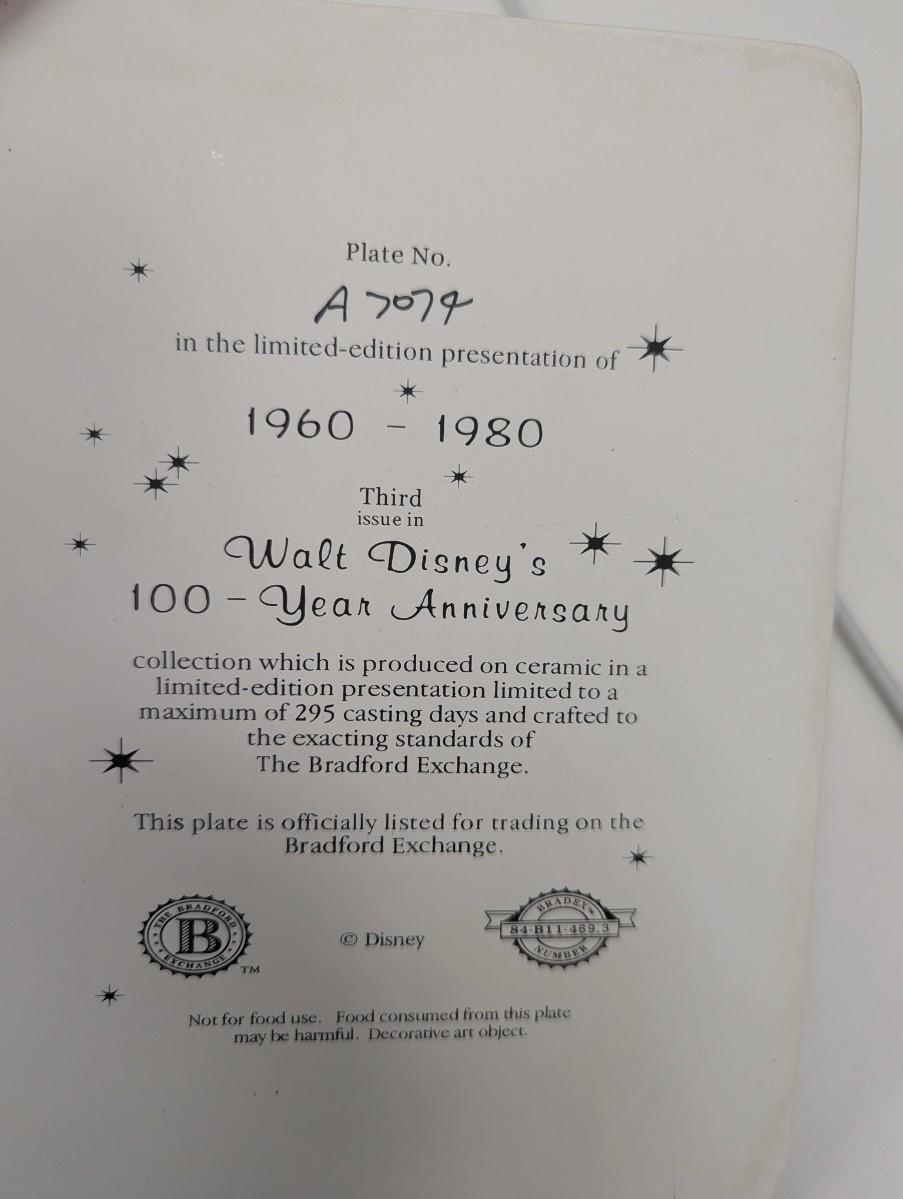 Plate No.
A 7074
in the limited-edition presentation of
1960 - 1980
Third
issue in
Walt Disney's
100 - Year Anniversary
collection which is produced on ceramic in a
limited-edition presentation limited to a
maximum of 295 casting days and crafted to
the exacting standards of
The Bradford Exchange.
This plate is officially listed for trading on the
Bradford Exchange.
THE BRADFORD
B
EXCHANGE
TM
© Disney
BRADEX™
84-B11-469.3
NUMBER
Not for food use. Food consumed from this plate
may be harmful. Decorative art object.